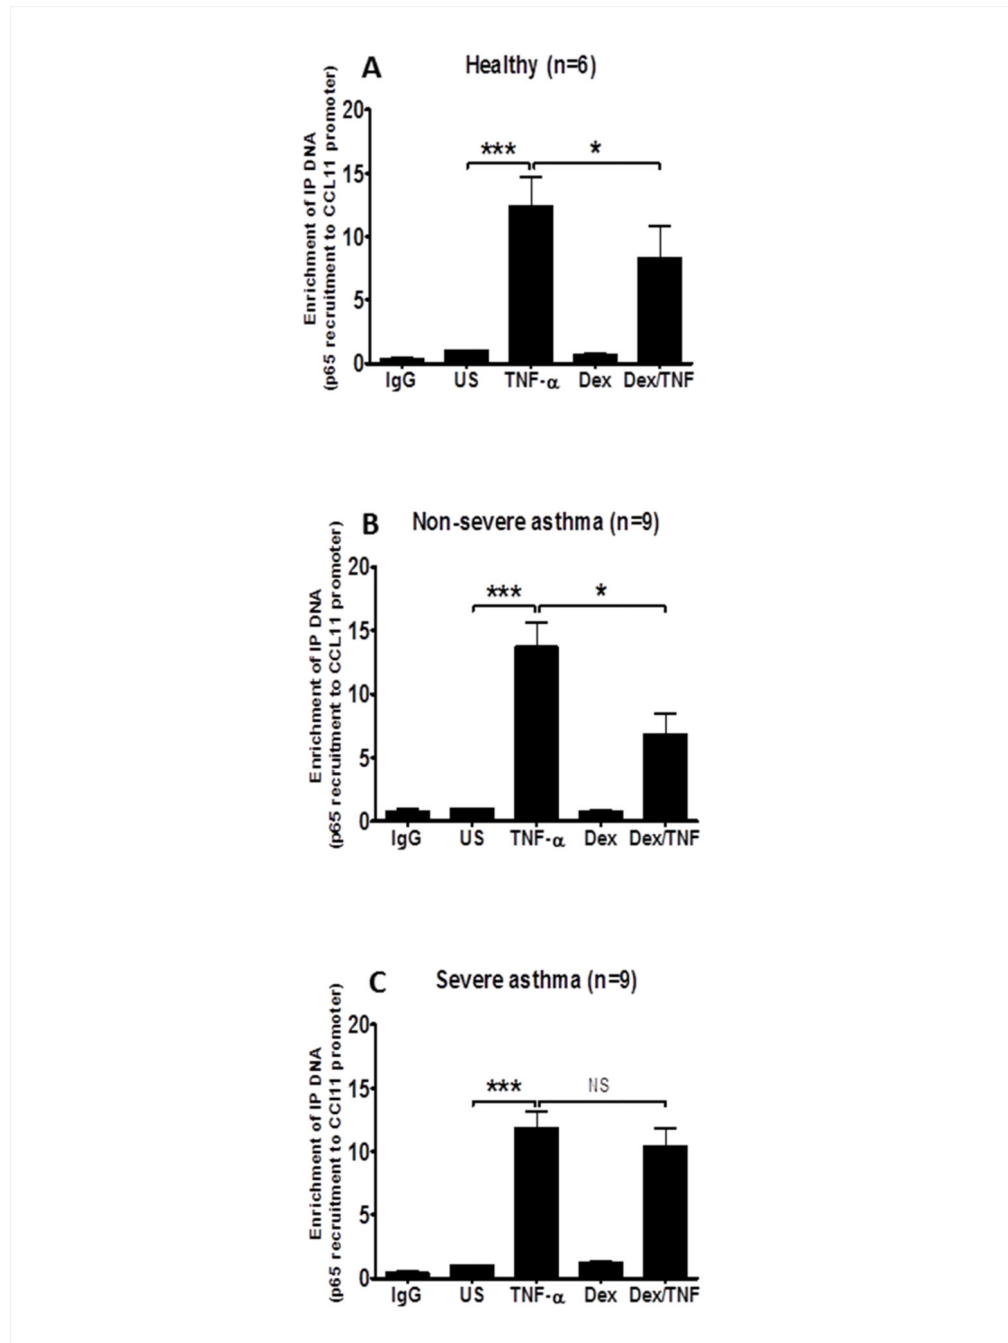 A Healthy (n=6)
Enrichment of IP DNA
(p65 recruitment to CCL11 promoter)
20
15
10
5
0
*** *
IgG US TNF-α Dex Dex/TNF
B Non-severe asthma (n=9)
Enrichment of IP DNA
(p65 recruitment to CCL11 promoter)
20
15
10
5
0
*** *
IgG US TNF-α Dex Dex/TNF
C Severe asthma (n=9)
Enrichment of IP DNA
(p65 recruitment to CCl11 promoter)
20
15
10
5
0
*** NS
IgG US TNF-α Dex Dex/TNF